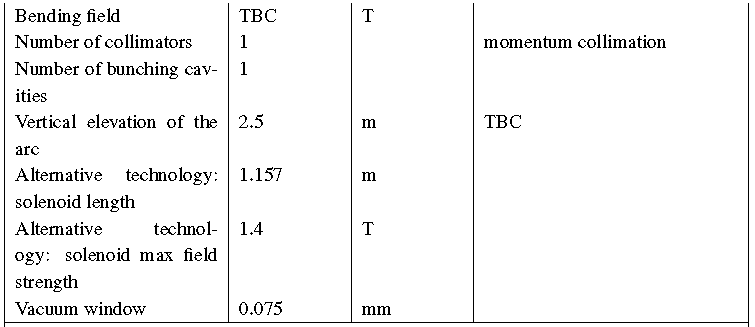 Bending field TBC T
Number of collimators 1 momentum collimation
Number of bunching cav- 1
ities
Vertical elevation of the 2.5 m TBC
arc
Alternative technology: 1.157 m
solenoid length
Alternative technol- 1.4 T
ogy: solenoid max field
strength
Vacuum window 0.075 mm